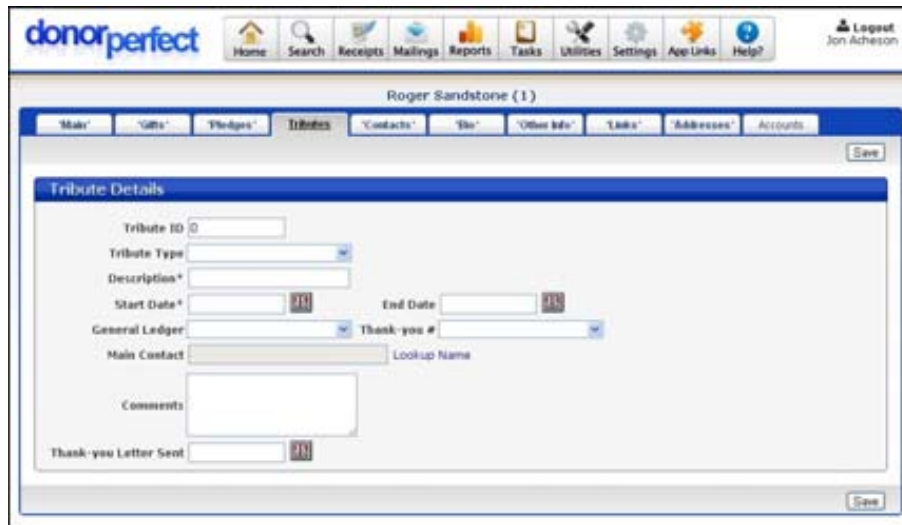 donorperfect
Home Search Receipts Mailings Reports Tasks Utilities Settings App Links Help?
Logout
Jon Acheson
Roger Sandstone (1)
*Main* *Gifts* *Pledges* Tributes *Contacts* *Bio* *Other Info* *Links* *Addresses* Accounts
Save
Tribute Details
Tribute ID 0
Tribute Type
Description*
Start Date* End Date
General Ledger Thank-you #
Main Contact Lookup Name
Comments
Thank-you Letter Sent
Save